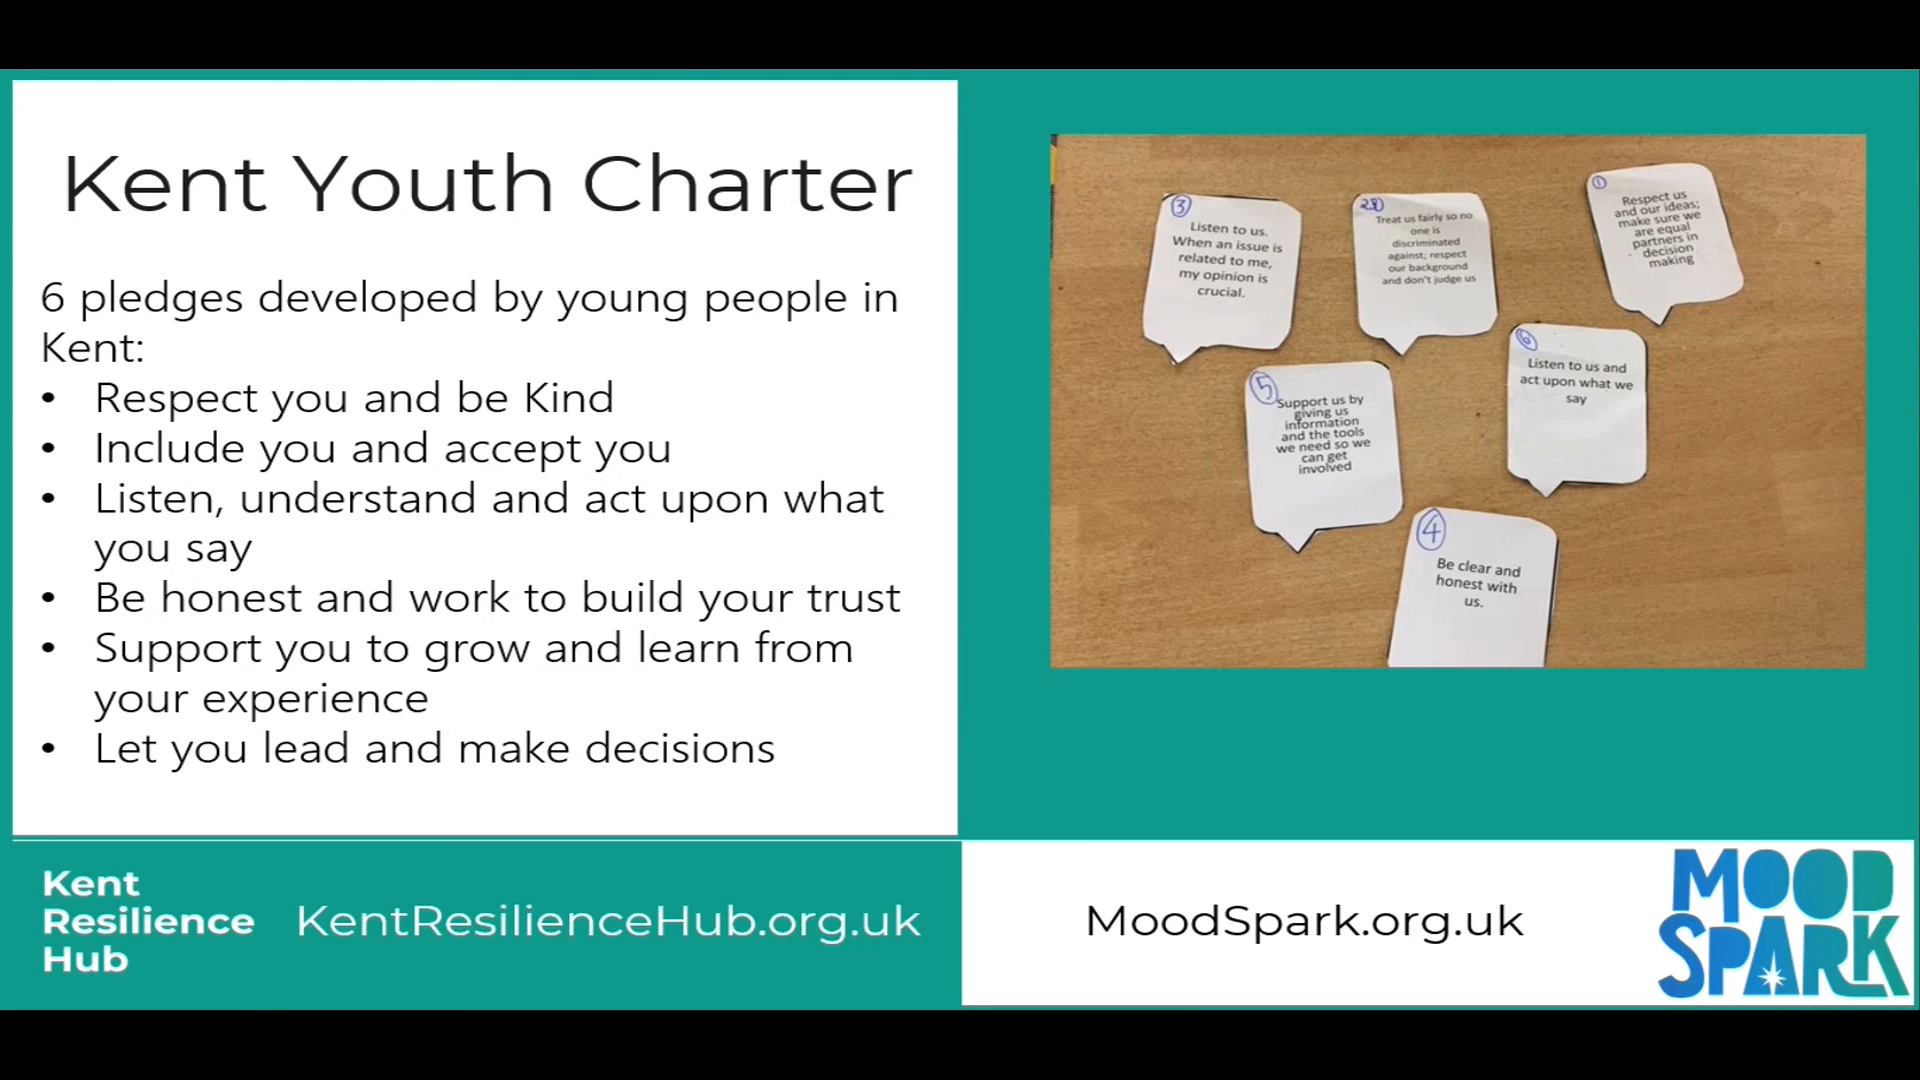 Kent Youth Charter
6 pledges developed by young people in
Kent:
• Respect you and be Kind
• Include you and accept you
• Listen, understand and act upon what
you say
• Be honest and work to build your trust
• Support you to grow and learn from
your experience
• Let you lead and make decisions
3
Listen to us.
When an issue is
related to me,
my opinion is
crucial.
Treat us fairly so no
one is
discriminated
against; respect
our background
and don't judge us
1
Respect us
and our ideas;
make sure we
are equal
partners in
decision
making
5
Support us by
giving us
information
and the tools
we need so we
can get
involved
6
Listen to us and
act upon what we
say
4
Be clear and
honest with
us.
Kent
Resilience
Hub
KentResilienceHub.org.uk
MoodSpark.org.uk
MOOD
SPARK